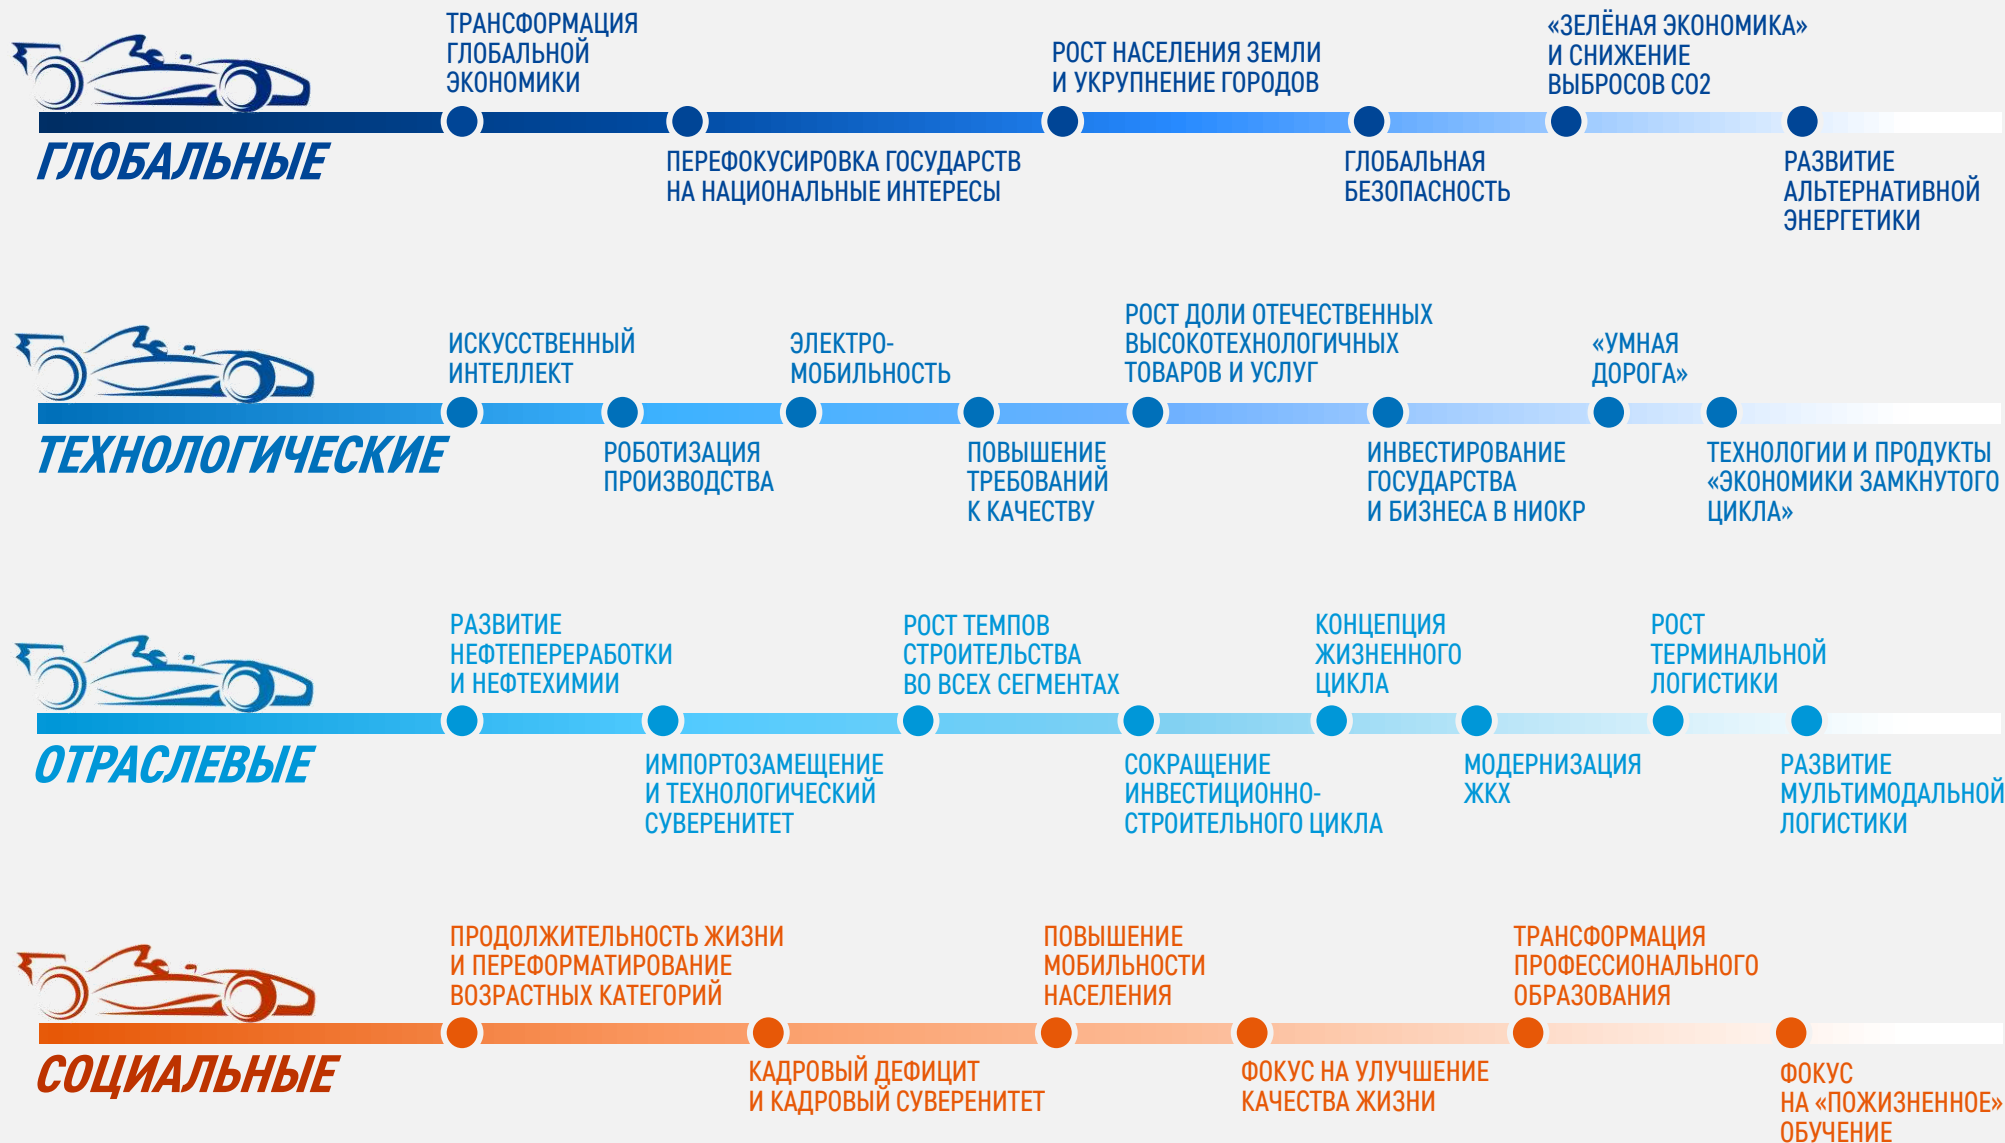 ГЛОБАЛЬНЫЕ
ТРАНСФОРМАЦИЯ
ГЛОБАЛЬНОЙ
ЭКОНОМИКИ
ПЕРЕФОКУСИРОВКА ГОСУДАРСТВ
НА НАЦИОНАЛЬНЫЕ ИНТЕРЕСЫ
РОСТ НАСЕЛЕНИЯ ЗЕМЛИ
И УКРУПНЕНИЕ ГОРОДОВ
ГЛОБАЛЬНАЯ
БЕЗОПАСНОСТЬ
«ЗЕЛЁНАЯ ЭКОНОМИКА»
И СНИЖЕНИЕ
ВЫБРОСОВ СО2
РАЗВИТИЕ
АЛЬТЕРНАТИВНОЙ
ЭНЕРГЕТИКИ
ТЕХНОЛОГИЧЕСКИЕ
ИСКУССТВЕННЫЙ
ИНТЕЛЛЕКТ
РОБОТИЗАЦИЯ
ПРОИЗВОДСТВА
ЭЛЕКТРО-
МОБИЛЬНОСТЬ
ПОВЫШЕНИЕ
ТРЕБОВАНИЙ
К КАЧЕСТВУ
РОСТ ДОЛИ ОТЕЧЕСТВЕННЫХ
ВЫСОКОТЕХНОЛОГИЧНЫХ
ТОВАРОВ И УСЛУГ
ИНВЕСТИРОВАНИЕ
ГОСУДАРСТВА
И БИЗНЕСА В НИОКР
«УМНАЯ
ДОРОГА»
ТЕХНОЛОГИИ И ПРОДУКТЫ
«ЭКОНОМИКИ ЗАМКНУТОГО
ЦИКЛА»
ОТРАСЛЕВЫЕ
РАЗВИТИЕ
НЕФТЕПЕРЕРАБОТКИ
И НЕФТЕХИМИИ
ИМПОРТОЗАМЕЩЕНИЕ
И ТЕХНОЛОГИЧЕСКИЙ
СУВЕРЕНИТЕТ
РОСТ ТЕМПОВ
СТРОИТЕЛЬСТВА
ВО ВСЕХ СЕГМЕНТАХ
СОКРАЩЕНИЕ
ИНВЕСТИЦИОННО-
СТРОИТЕЛЬНОГО ЦИКЛА
КОНЦЕПЦИЯ
ЖИЗНЕННОГО
ЦИКЛА
МОДЕРНИЗАЦИЯ
ЖКХ
РОСТ
ТЕРМИНАЛЬНОЙ
ЛОГИСТИКИ
РАЗВИТИЕ
МУЛЬТИМОДАЛЬНОЙ
ЛОГИСТИКИ
СОЦИАЛЬНЫЕ
ПРОДОЛЖИТЕЛЬНОСТЬ ЖИЗНИ
И ПЕРЕФОРМАТИРОВАНИЕ
ВОЗРАСТНЫХ КАТЕГОРИЙ
КАДРОВЫЙ ДЕФИЦИТ
И КАДРОВЫЙ СУВЕРЕНИТЕТ
ПОВЫШЕНИЕ
МОБИЛЬНОСТИ
НАСЕЛЕНИЯ
ФОКУС НА УЛУЧШЕНИЕ
КАЧЕСТВА ЖИЗНИ
ТРАНСФОРМАЦИЯ
ПРОФЕССИОНАЛЬНОГО
ОБРАЗОВАНИЯ
ФОКУС
НА «ПОЖИЗНЕННОЕ»
ОБУЧЕНИЕ